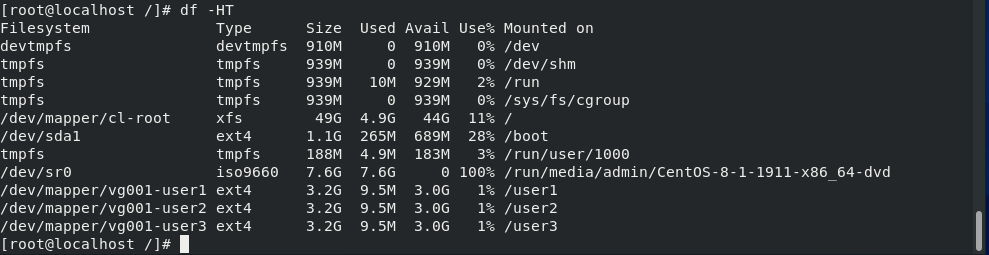 [root@localhost /]# df -HT
Filesystem              Type      Size  Used Avail Use% Mounted on
devtmpfs                devtmpfs  910M     0  910M   0% /dev
tmpfs                   tmpfs     939M     0  939M   0% /dev/shm
tmpfs                   tmpfs     939M   10M  929M   2% /run
tmpfs                   tmpfs     939M     0  939M   0% /sys/fs/cgroup
/dev/mapper/cl-root     xfs        49G  4.9G   44G  11% /
/dev/sda1               ext4      1.1G  265M  689M  28% /boot
tmpfs                   tmpfs     188M  4.9M  183M   3% /run/user/1000
/dev/sr0                iso9660   7.6G  7.6G     0 100% /run/media/admin/CentOS-8-1-1911-x86_64-dvd
/dev/mapper/vg001-user1 ext4      3.2G  9.5M  3.0G   1% /user1
/dev/mapper/vg001-user2 ext4      3.2G  9.5M  3.0G   1% /user2
/dev/mapper/vg001-user3 ext4      3.2G  9.5M  3.0G   1% /user3
[root@localhost /]#